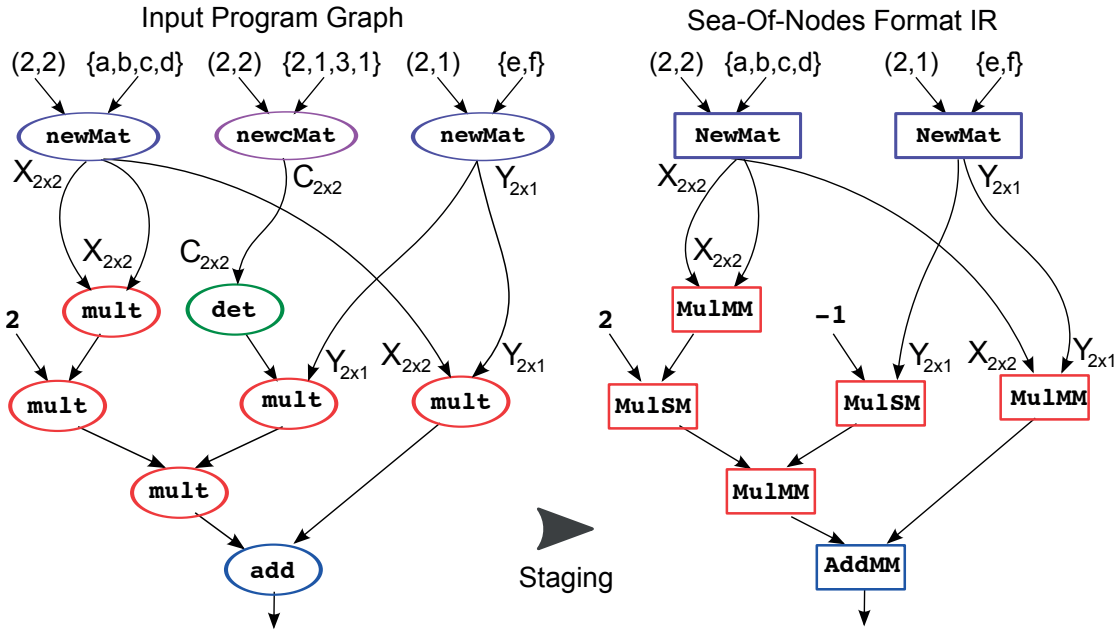 Input Program Graph
Sea-Of-Nodes Format IR
(2,2) {a,b,c,d} (2,2) {2,1,3,1} (2,1) {e,f}
(2,2) {a,b,c,d} (2,1) {e,f}
newMat newcMat newMat
NewMat NewMat
X2x2 C2x2 Y2x1
X2x2 Y2x1
X2x2 C2x2
X2x2
mult det
MulMM
2
2 -1
Y2x1 X2x2 Y2x1
Y2x1 X2x2 Y2x1
mult mult mult
MulSM MulSM MulMM
mult
MulMM
add
AddMM
Staging